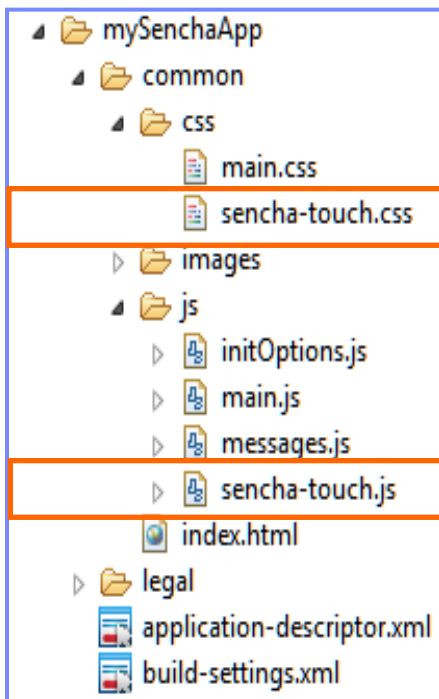 mySenchaApp
common
css
main.css
sencha-touch.css
images
js
initOptions.js
main.js
messages.js
sencha-touch.js
index.html
legal
application-descriptor.xml
build-settings.xml